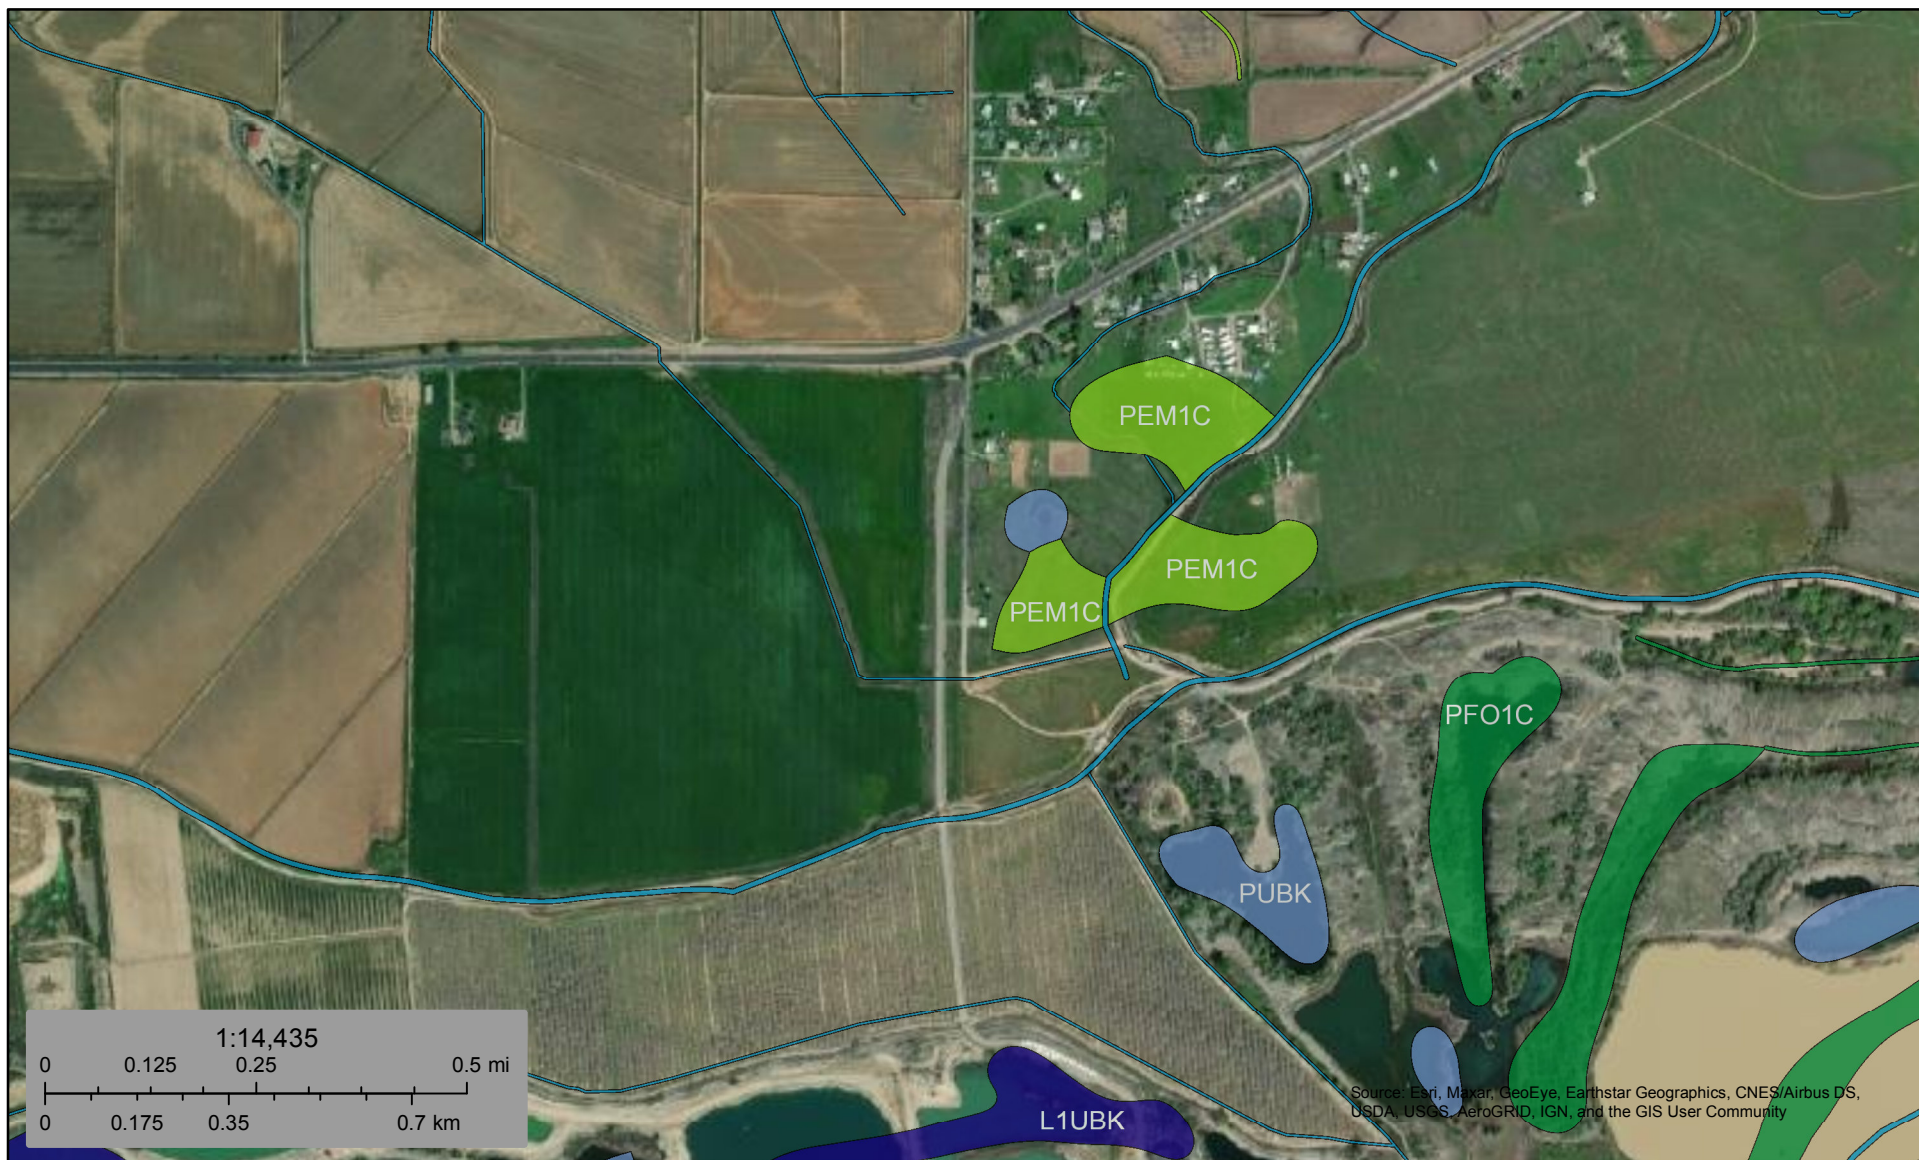 PEM1C
PEM1C
PEM1C
PFO1C
PUBK
L1UBK
1:14,435
0 0.125 0.25 0.5 mi
0 0.175 0.35 0.7 km
Source: Esri, Maxar, GeoEye, Earthstar Geographics, CNES/Airbus DS,
USDA, USGS, AeroGRID, IGN, and the GIS User Community